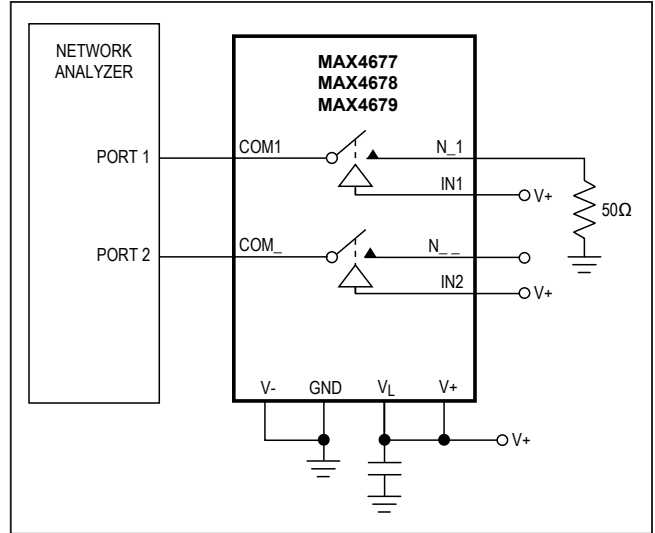 NETWORK
ANALYZER
MAX4677
MAX4678
MAX4679
PORT 1
COM1
N_1
IN1
V+
50Ω
PORT 2
COM_
N_ _
IN2
V+
V-
GND
VL
V+
V+